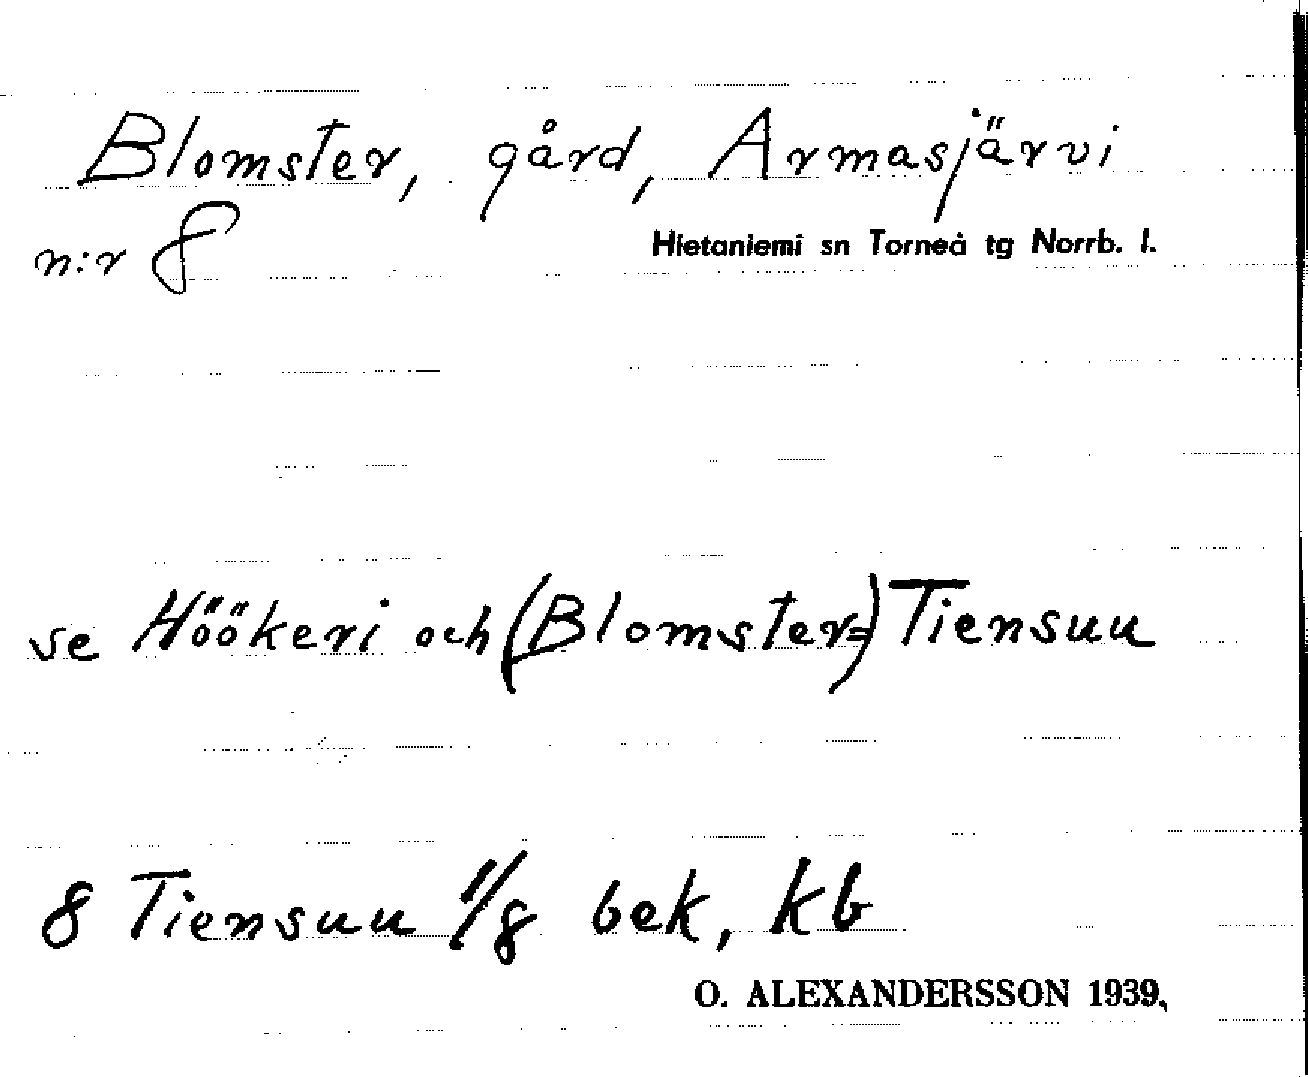 Blomster, gård, Armasjärvi
n:r 8
Hietaniemi sn Torneå tg Norrb. l.
se Höökeri och (Blomster=) Tiensuu
8 Tiensuu 1/8 bek, kb
O. ALEXANDERSSON 1939,